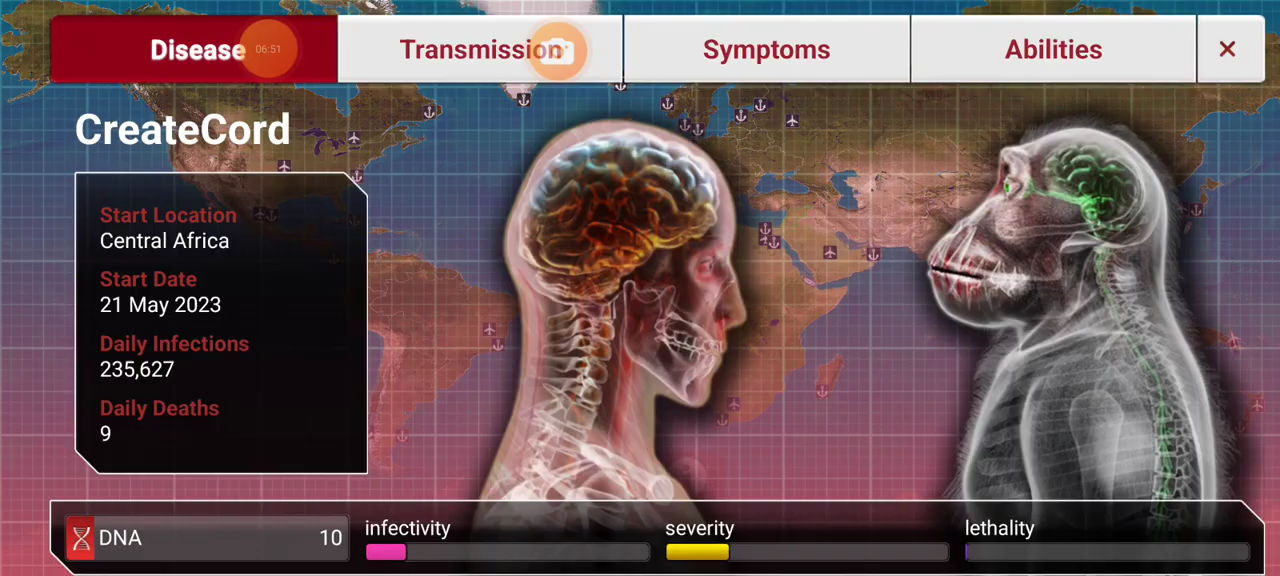 Disease
06:51
Transmission
Symptoms
Abilities
×
CreateCord
Start Location
Central Africa
Start Date
21 May 2023
Daily Infections
235,627
Daily Deaths
9
DNA 10
infectivity
severity
lethality